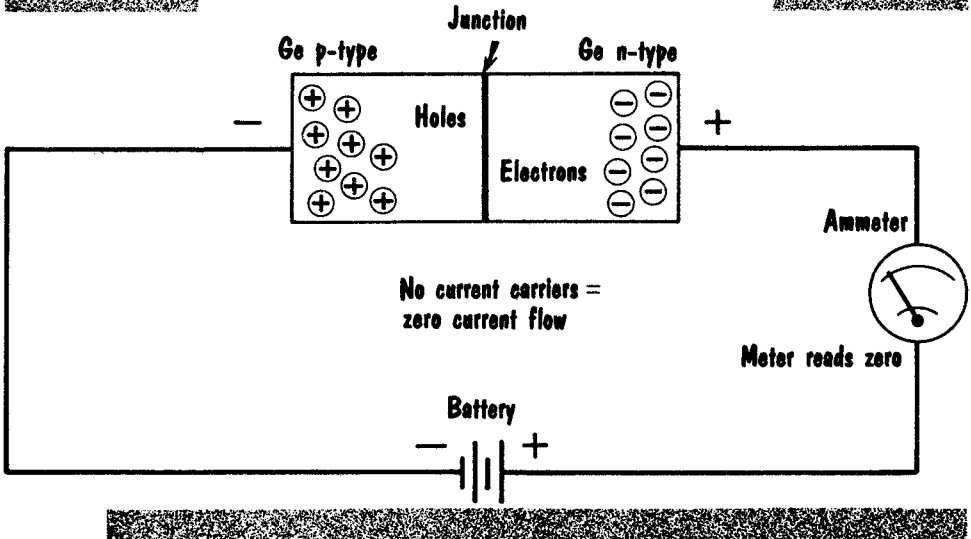 Junction
Ge p-type
Ge n-type
Holes
Electrons
Ammeter
No current carriers =
zero current flow
Meter reads zero
Battery